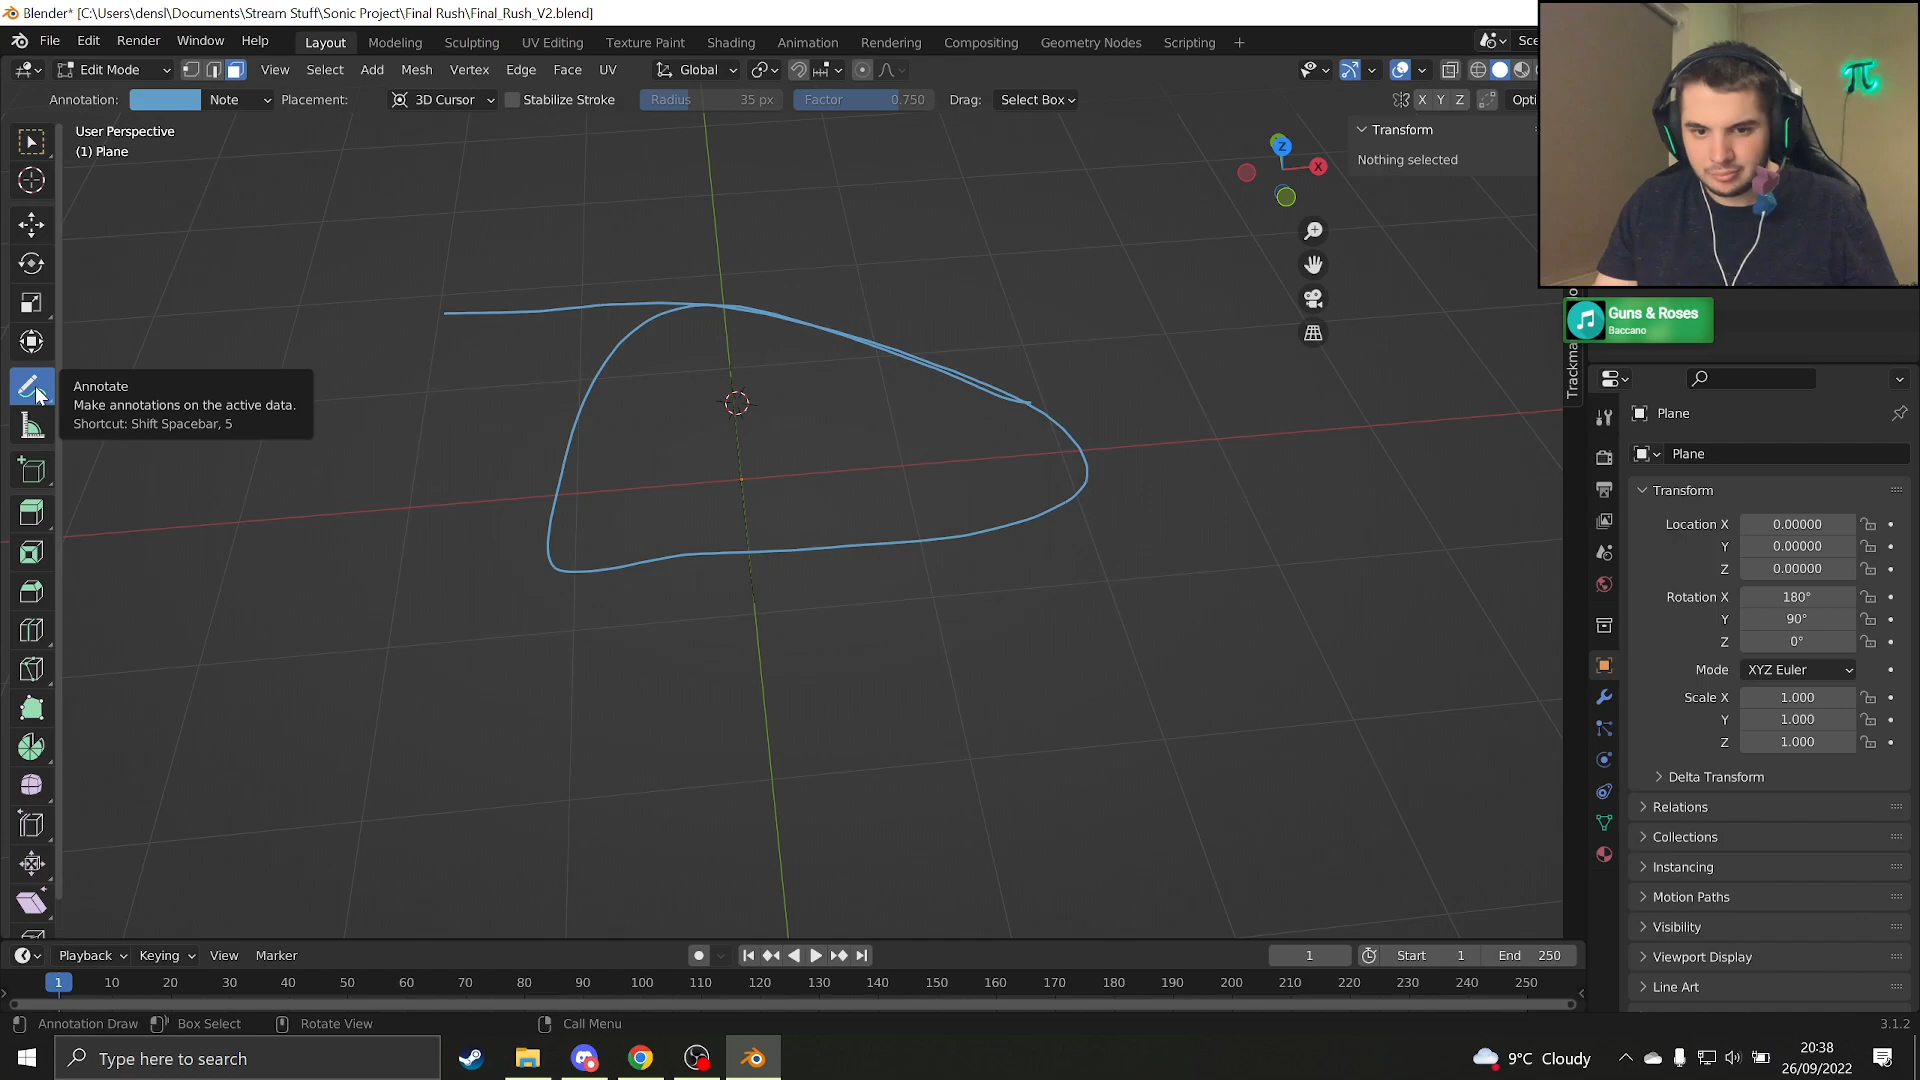 Blender* [C:\Users\densl\Documents\Stream Stuff\Sonic Project\Final Rush\Final_Rush_V2.blend]
File Edit Render Window Help Layout Modeling Sculpting UV Editing Texture Paint Shading Animation Rendering Compositing Geometry Nodes Scripting + Sce
Edit Mode View Select Add Mesh Vertex Edge Face UV Global
Annotation: Note Placement: 3D Cursor Stabilize Stroke Radius 35 px Factor 0.750 Drag: Select Box X Y Z Opti
User Perspective
(1) Plane
Transform
Nothing selected
Z
X
Guns & Roses
Baccano
Trackma
Annotate
Make annotations on the active data.
Shortcut: Shift Spacebar, 5
Plane
Plane
Transform
Location X 0.00000
Y 0.00000
Z 0.00000
Rotation X 180°
Y 90°
Z 0°
Mode XYZ Euler
Scale X 1.000
Y 1.000
Z 1.000
Delta Transform
Relations
Collections
Instancing
Motion Paths
Visibility
Viewport Display
Line Art
Playback Keying View Marker 1 Start 1 End 250
1 10 20 30 40 50 60 70 80 90 100 110 120 130 140 150 160 170 180 190 200 210 220 230 240 250
Annotation Draw Box Select Rotate View Call Menu 3.1.2
Type here to search 9°C Cloudy 20:38
26/09/2022